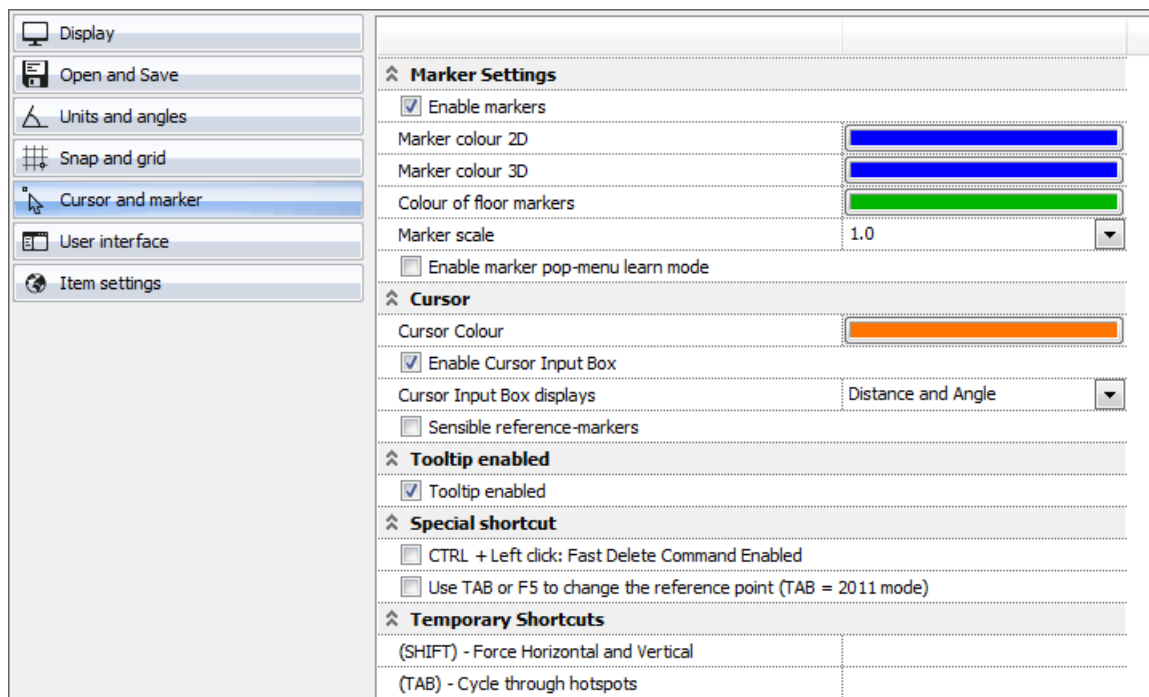 Display
Open and Save
Units and angles
Snap and grid
Cursor and marker
User interface
Item settings
Marker Settings
Enable markers
Marker colour 2D
Marker colour 3D
Colour of floor markers
Marker scale 1.0
Enable marker pop-menu learn mode
Cursor
Cursor Colour
Enable Cursor Input Box
Cursor Input Box displays Distance and Angle
Sensible reference-markers
Tooltip enabled
Tooltip enabled
Special shortcut
CTRL + Left click: Fast Delete Command Enabled
Use TAB or F5 to change the reference point (TAB = 2011 mode)
Temporary Shortcuts
(SHIFT) - Force Horizontal and Vertical
(TAB) - Cycle through hotspots